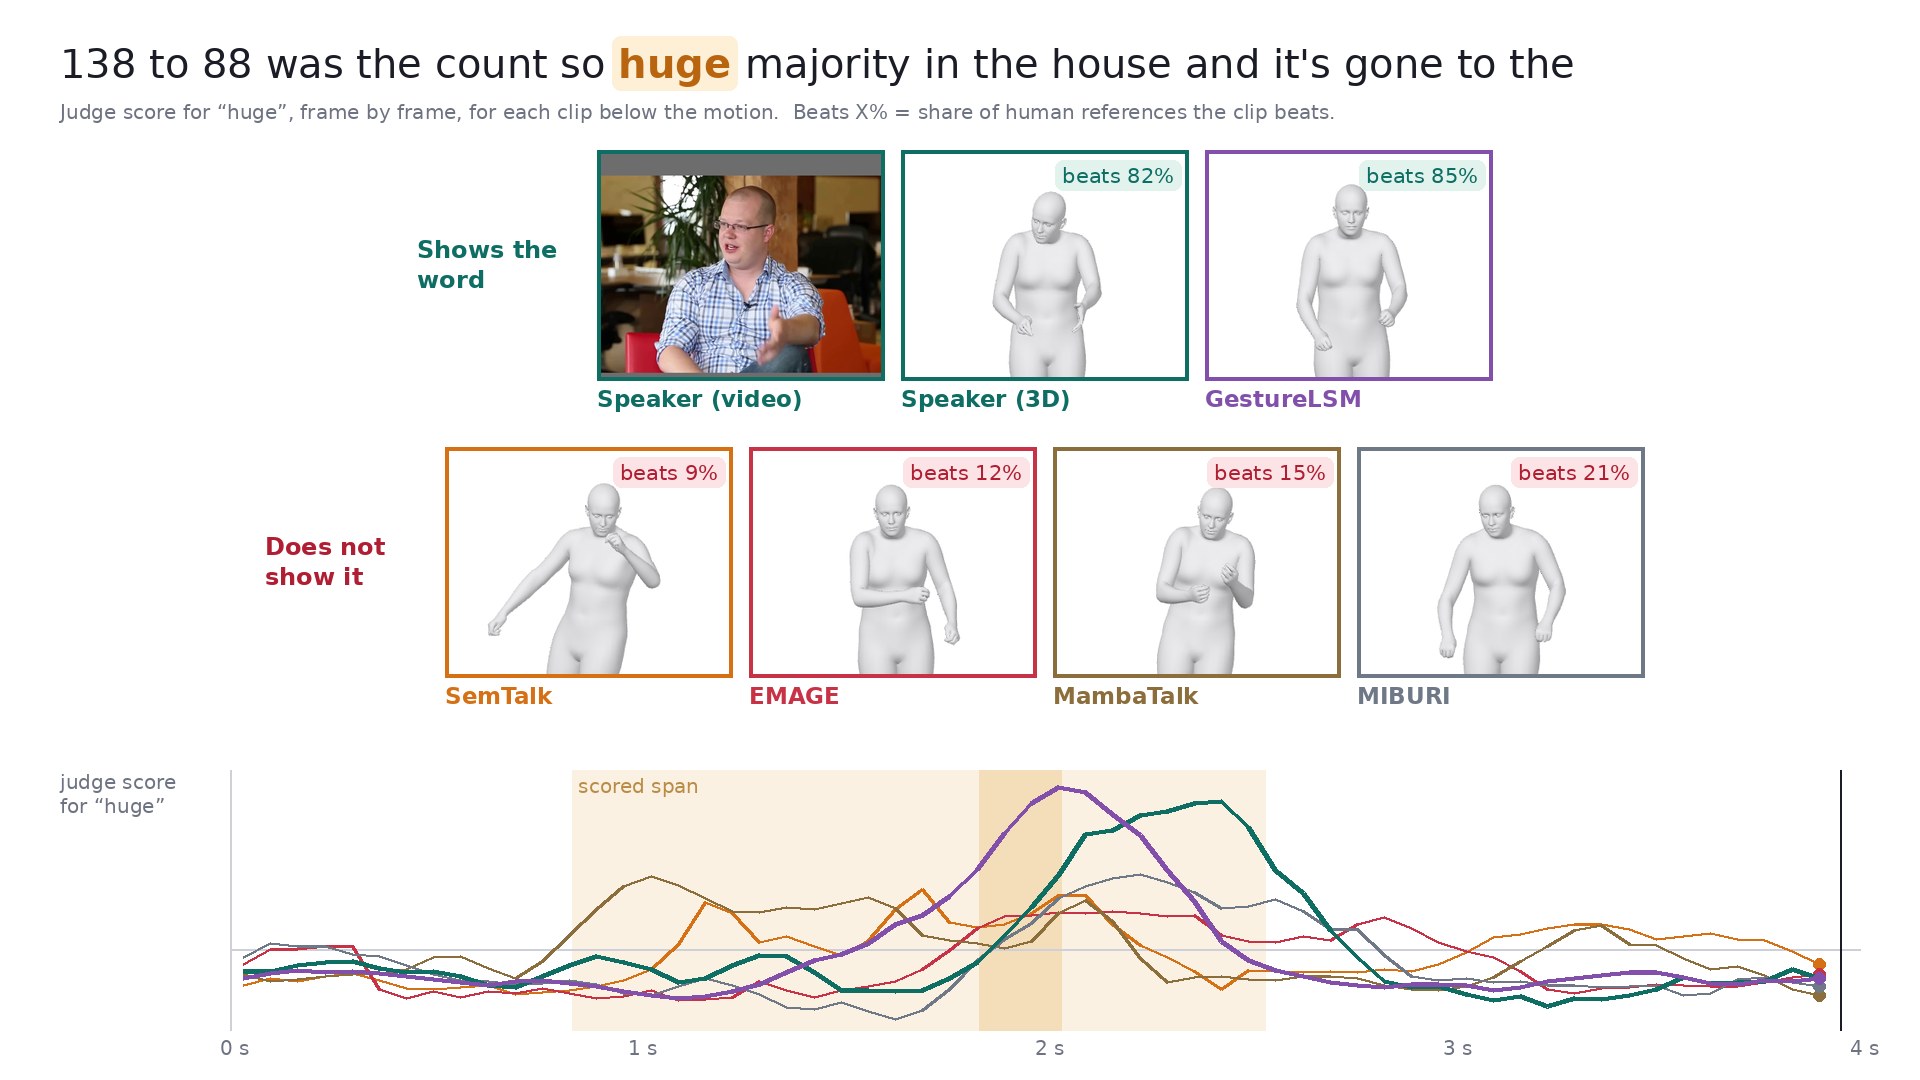 138 to 88 was the count so huge majority in the house and it's gone to the
Judge score for “huge”, frame by frame, for each clip below the motion.  Beats X% = share of human references the clip beats.
Shows the
word
beats 82%
beats 85%
Speaker (video)
Speaker (3D)
GestureLSM
Does not
show it
beats 9%
beats 12%
beats 15%
beats 21%
SemTalk
EMAGE
MambaTalk
MIBURI
judge score
for “huge”
scored span
0 s
1 s
2 s
3 s
4 s